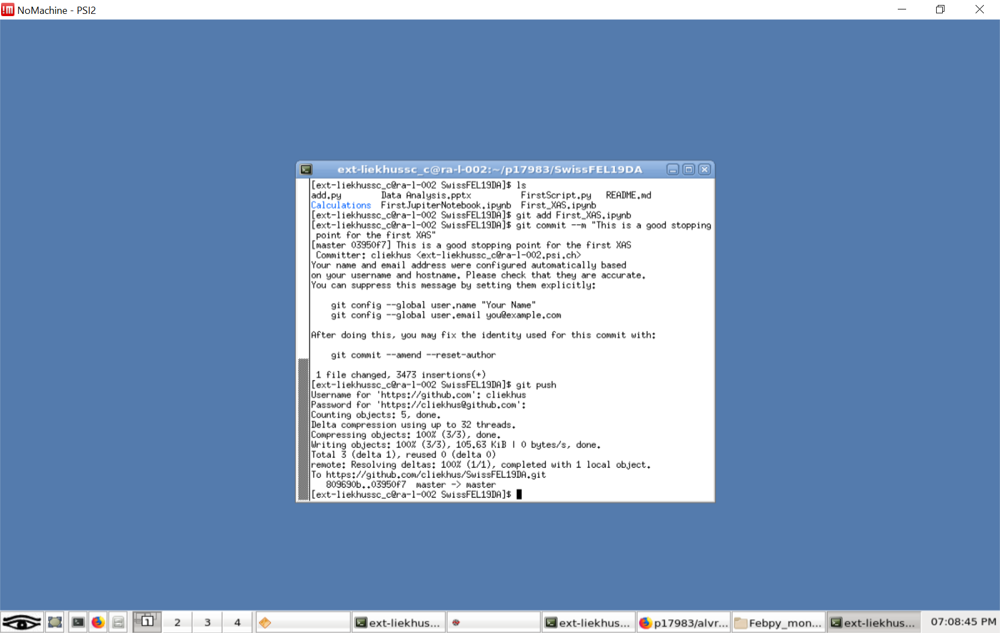 NoMachine - PSI2
ext-liekhussc_c@ra-l-002:~/p17983/SwissFEL19DA
[ext-liekhussc_c@ra-l-002 SwissFEL19DA]$ ls
add.py Data Analysis.pptx FirstScript.py README.md
Calculations FirstJupiterNotebook.ipynb First_XAS.ipynb
[ext-liekhussc_c@ra-l-002 SwissFEL19DA]$ git add First_XAS.ipynb
[ext-liekhussc_c@ra-l-002 SwissFEL19DA]$ git commit --m "This is a good stopping
point for the first XAS"
[master 03950f7] This is a good stopping point for the first XAS
Committer: cliekhus <ext-liekhussc_c@ra-l-002.psi.ch>
Your name and email address were configured automatically based
on your username and hostname. Please check that they are accurate.
You can suppress this message by setting them explicitly:
git config --global user.name "Your Name"
git config --global user.email you@example.com
After doing this, you may fix the identity used for this commit with:
git commit --amend --reset-author
1 file changed, 3473 insertions(+)
[ext-liekhussc_c@ra-l-002 SwissFEL19DA]$ git push
Username for 'https://github.com': cliekhus
Password for 'https://cliekhus@github.com':
Counting objects: 5, done.
Delta compression using up to 32 threads.
Compressing objects: 100% (3/3), done.
Writing objects: 100% (3/3), 105.63 KiB | 0 bytes/s, done.
Total 3 (delta 1), reused 0 (delta 0)
remote: Resolving deltas: 100% (1/1), completed with 1 local object.
To https://github.com/cliekhus/SwissFEL19DA.git
809690b..03950f7 master -> master
[ext-liekhussc_c@ra-l-002 SwissFEL19DA]$
1 2 3 4 ext-liekhus... ext-liekhus... p17983/alvr... Febpy_mon... ext-liekhus... 07:08:45 PM